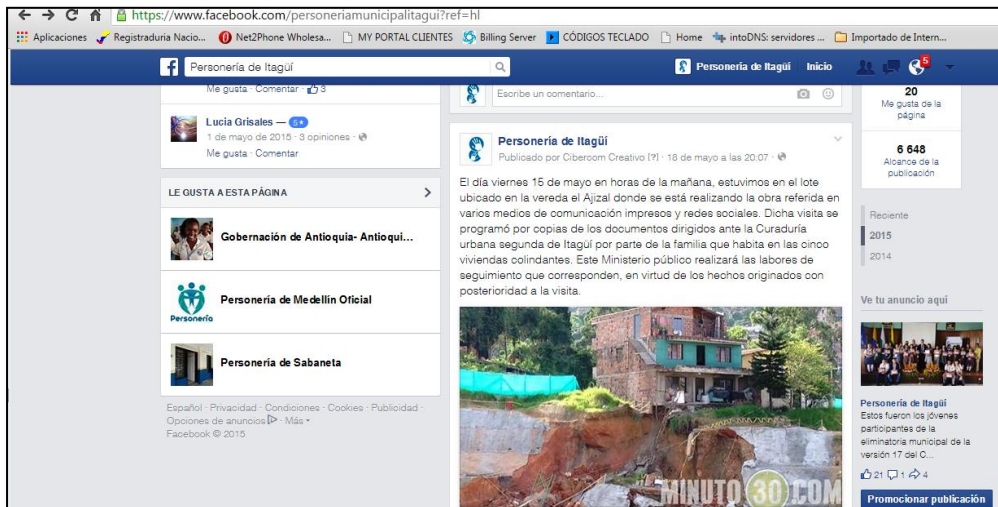 https://www.facebook.com/personeriamunicipalitagui?ref=hl
Aplicaciones Registraduria Nacio... Net2Phone Wholesa... MY PORTAL CLIENTES Billing Server CÓDIGOS TECLADO Home intoDNS: servidores ... Importado de Intern...
Personería de Itagüí
Personería de Itagüí Inicio
5
Me gusta · Comentar · 3
Lucia Grisales — 5★
1 de mayo de 2015 · 3 opiniones ·
Me gusta · Comentar
LE GUSTA A ESTA PÁGINA
Gobernación de Antioquia- Antioqui...
Personería
Personería de Medellín Oficial
Personería de Sabaneta
Español · Privacidad · Condiciones · Cookies · Publicidad ·
Opciones de anuncios · Más
Facebook © 2015
Escribe un comentario...
Personería de Itagüí
Publicado por Cibercom Creativo [?] · 18 de mayo a las 20:07 ·
El día viernes 15 de mayo en horas de la mañana, estuvimos en el lote
ubicado en la vereda el Ajizal donde se está realizando la obra referida en
varios medios de comunicación impresos y redes sociales. Dicha visita se
programó por copias de los documentos dirigidos ante la Curaduría
urbana segunda de Itagüí por parte de la familia que habita en las cinco
viviendas colindantes. Este Ministerio público realizará las labores de
seguimiento que corresponden, en virtud de los hechos originados con
posterioridad a la visita.
MINUTO30.COM
20
Me gusta de la
página
6 648
Alcance de la
publicación
Reciente
2015
2014
Ve tu anuncio aquí
Personería de Itagüí
Estos fueron los jóvenes
participantes de la
eliminatoria municipal de la
versión 17 del C...
21 1 4
Promocionar publicación